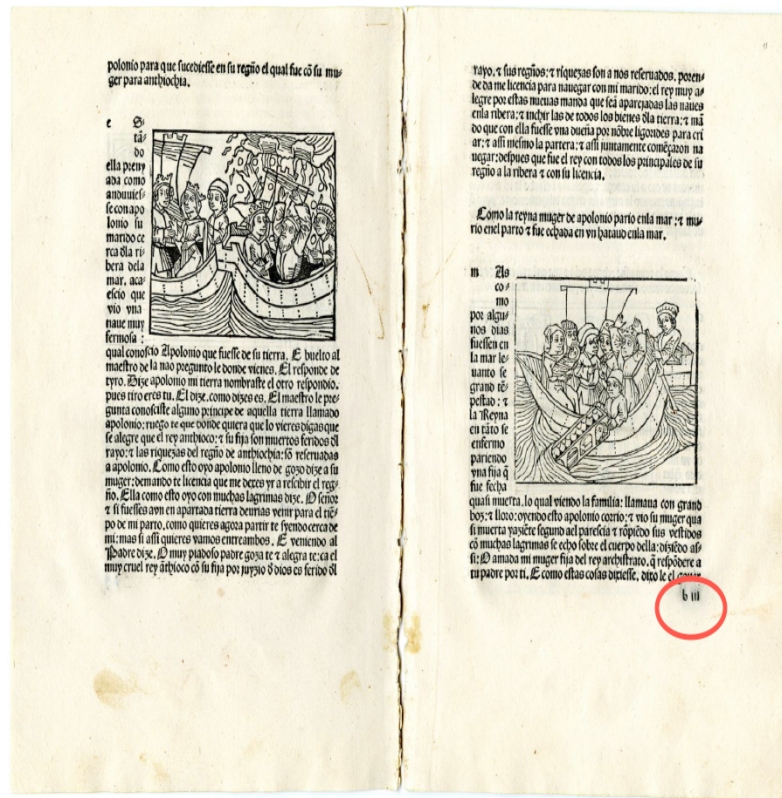 polonio para que sucediesse en su regño el qual fue cõ su mu-
ger para anthiochia.
e S-
tã-
do
ella preny
ada como
anduuies-
se con apo
lonio su
marido ce
rca dla ri-
bera dela
mar, aca-
escio que
vio vna
naue muy
fermosa :
qual conoscio Apolonio que fuesse de su tierra. E buelto al
maestro de la nao pregunto le donde vienes. El responde de
tyro. Dize apolonio mi tierra nombraste el otro respondio.
pues tiro eres tu. El dize. como dizes es. El maestro le pre-
gunta conosciste alguno principe de aquella tierra llamado
apolonio: ruego te que donde quiera que lo vieres digas que
se alegre que el rey anthioco: ⁊ su fija son muertos feridos dl
rayo: ⁊ las riquezas del regño de anthiochia: sõ reseruadas
a apolonio. Como esto oyo apolonio lleno de gozo dize a su
muger: demando te licencia que me dexes yr a rescibir el reg-
ño. Ella como esto oyo con muchas lagrimas dize. O señor
⁊ si fuesses avn en apartada tierra deurias venir para el tiẽ-
po de mi parto, como quieres agora partir te syendo cerca de
mi: mas si assi quieres vamos entreambos. E veniendo al
Padre dize. O muy piadoso padre goza te ⁊ alegra te: ca el
muy cruel rey ãthioco cõ su fija por juyzio đ dios es ferido dl
rayo. ⁊ sus regños: ⁊ riquezas son a nos reseruados, poren-
de da me licencia para nauegar con mi marido: el rey muy a-
legre por estas nueuas manda que seã aparejadas las naues
enla ribera: ⁊ inchir las de todos los bienes dla tierra: ⁊ mã
do que con ella fuesse vna dueña por nõbre ligorides para cri
ar: ⁊ assi mesmo la partera: ⁊ assi juntamente começaron na
uegar: despues que fue el rey con todos los principales de su
regño a la ribera ⁊ con su licencia.
Cómo la reyna muger de apolonio pario enla mar: ⁊ mu-
rio enel parto ⁊ fue echada en vn hataud enla mar.
m As
co-
mo
por algu-
nos dias
fuessen en
la mar le-
uanto se
grand tẽ-
pestad : ⁊
la Reyna
en tãto se
enfermo
pariendo
vna fija q̃
fue fecha
quasi muerta. lo qual viendo la familia: llamaua con grand
boz: ⁊ lloro: oyendo esto apolonio corrio: ⁊ vio su muger que
si muerta yaziẽte segund ael parescia ⁊ rõpiẽdo sus vestidos
cõ muchas lagrimas se echo sobre el cuerpo della: diziẽdo as-
si: O amada mi muger fija del rey archistrato, q̃ respõdere a
tu padre por ti. E como estas cosas dixiesse, dixo le el
b iii